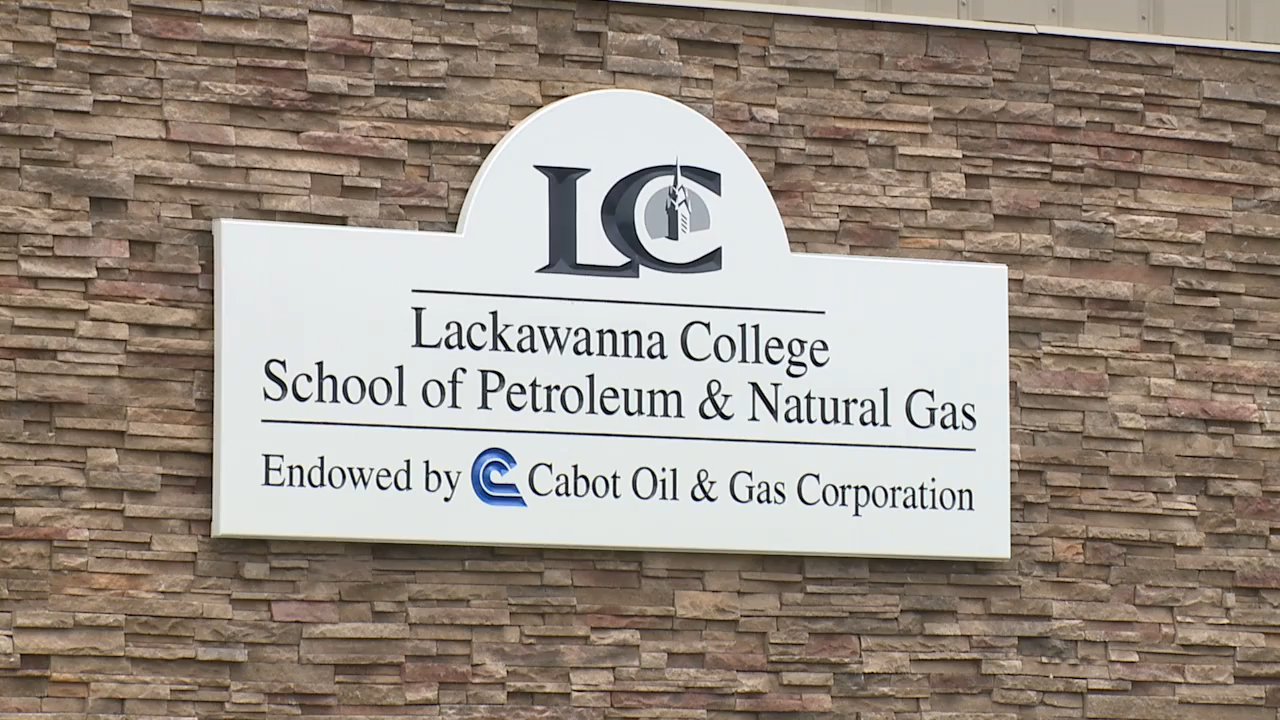 LC
Lackawanna College
School of Petroleum & Natural Gas
Endowed by Cabot Oil & Gas Corporation